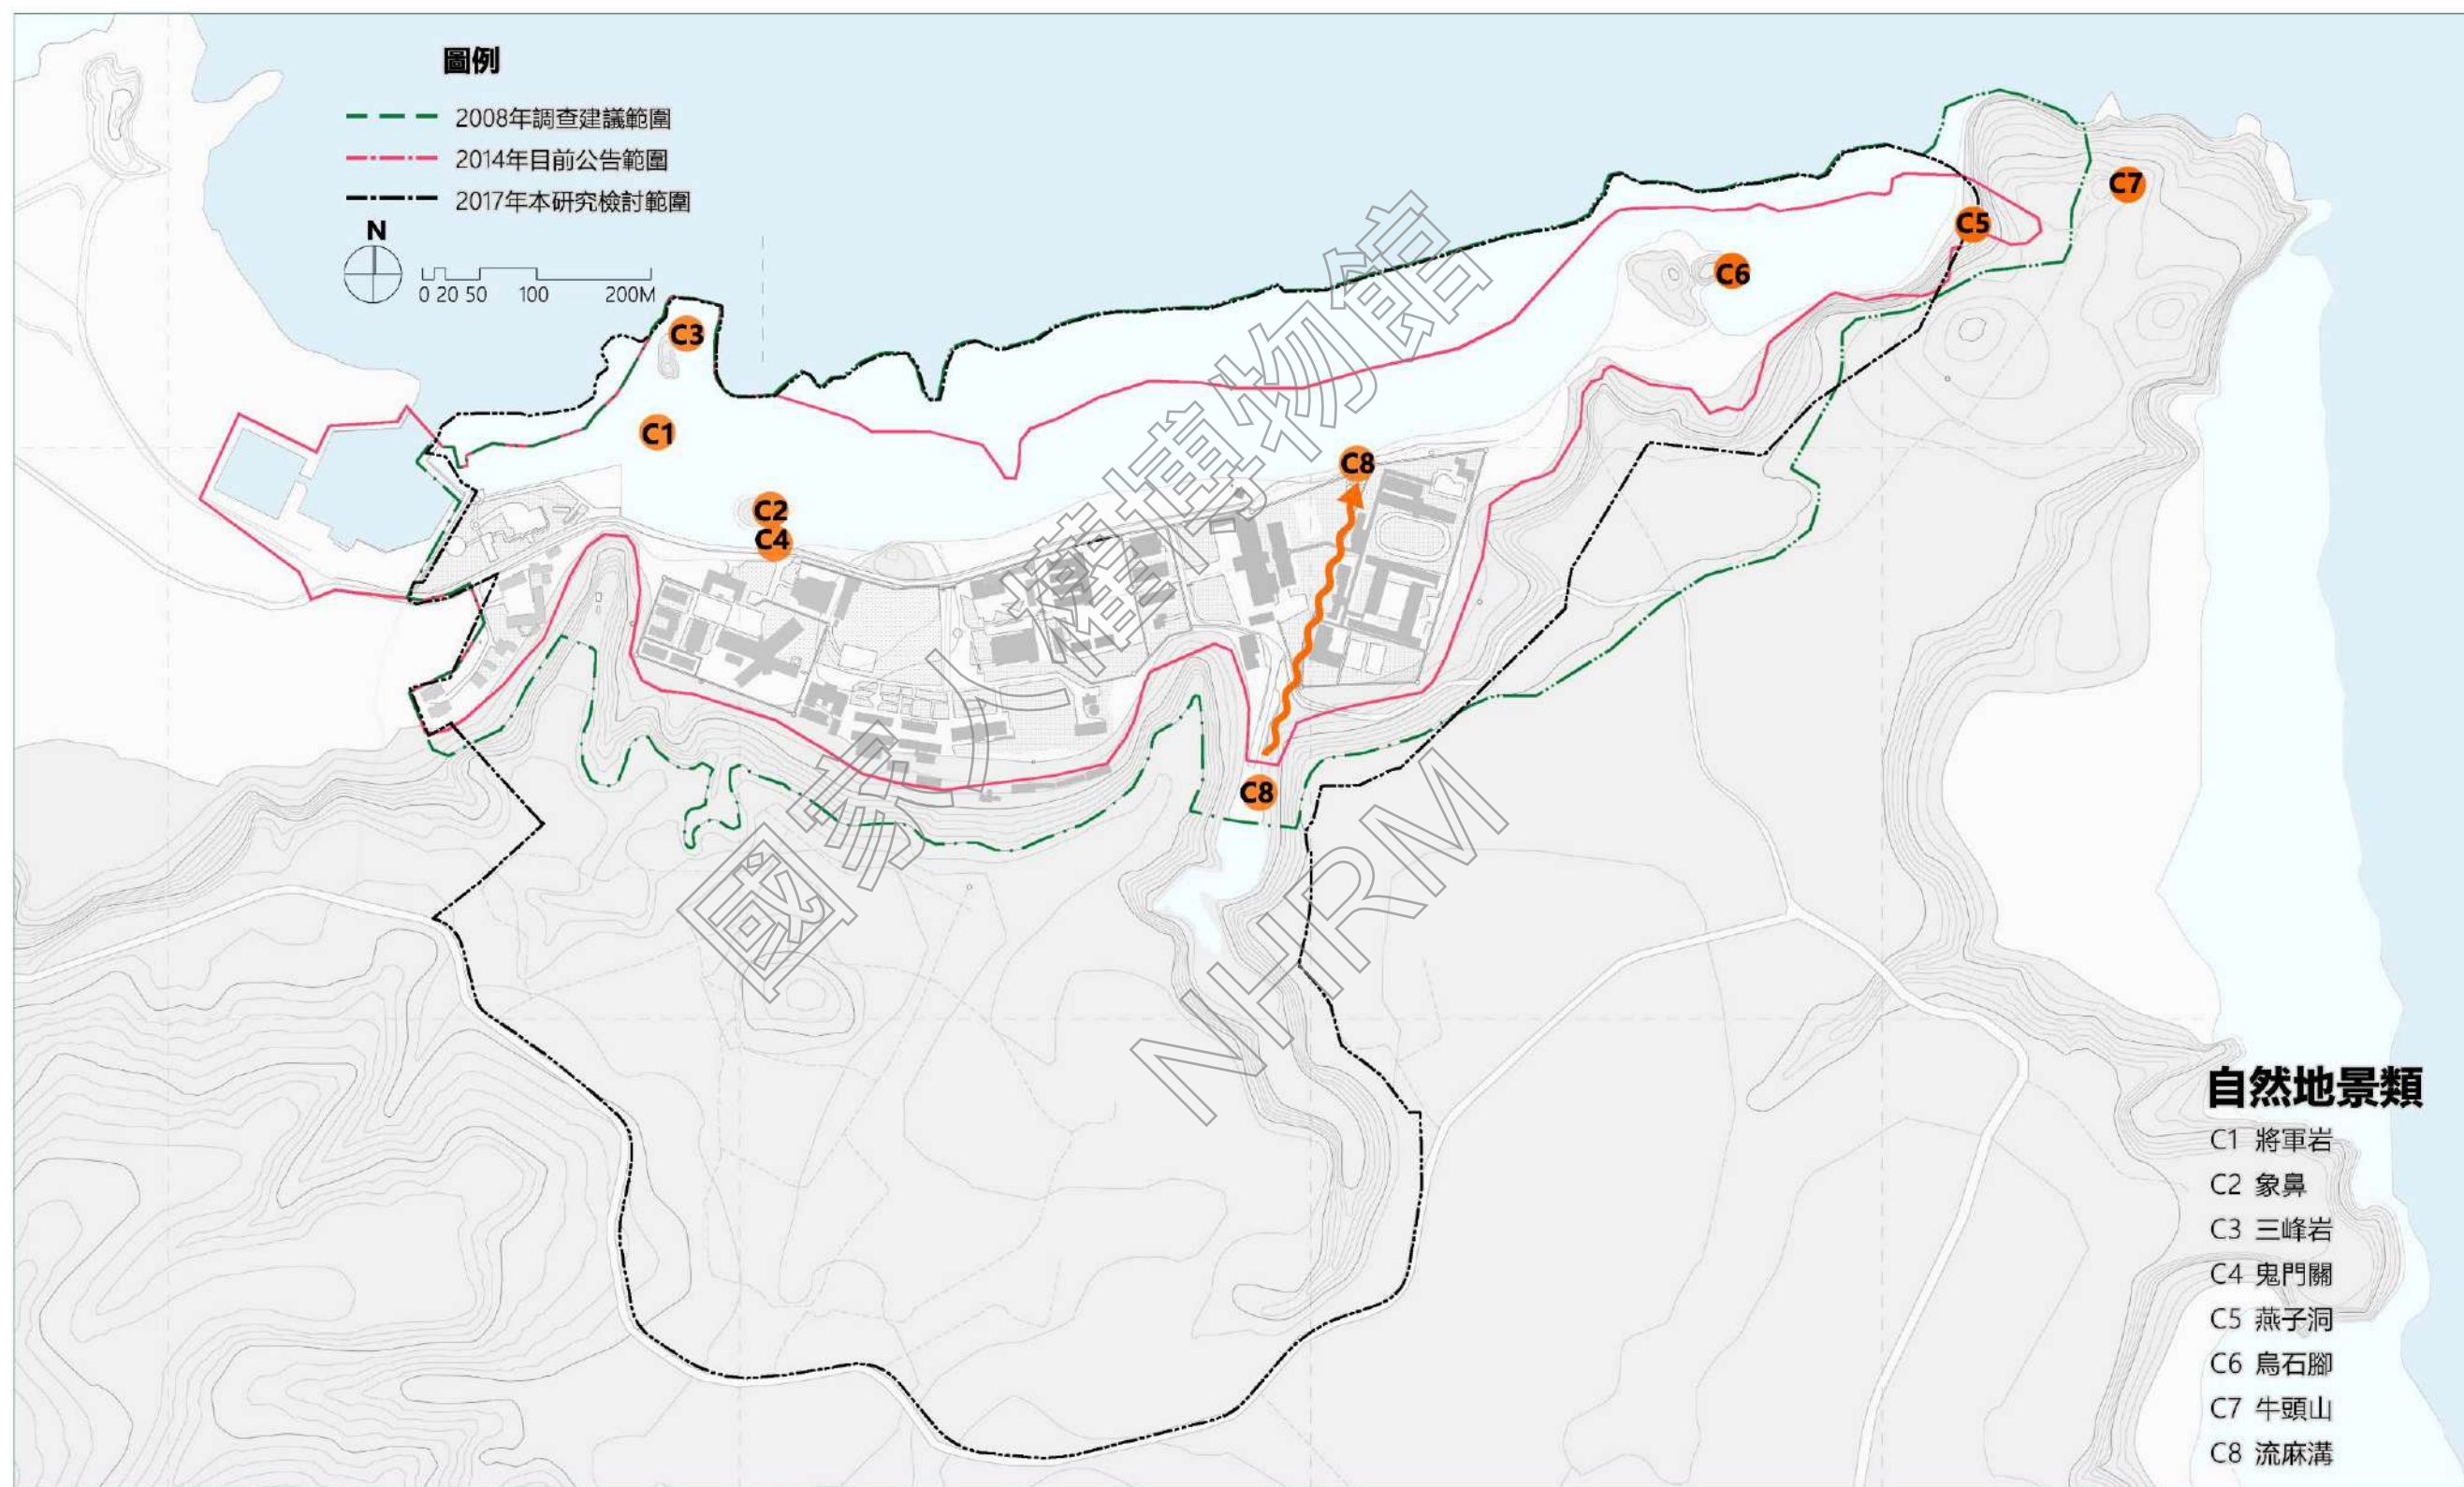 圖例
2008年調查建議範圍
2014年目前公告範圍
2017年本研究檢討範圍
N
0 20 50 100 200M
C3
C1
C2
C4
C8
C8
C6
C5
C7
國家人權博物館
NHRM
自然地景類
C1 將軍岩
C2 象鼻
C3 三峰岩
C4 鬼門關
C5 燕子洞
C6 烏石腳
C7 牛頭山
C8 流麻溝